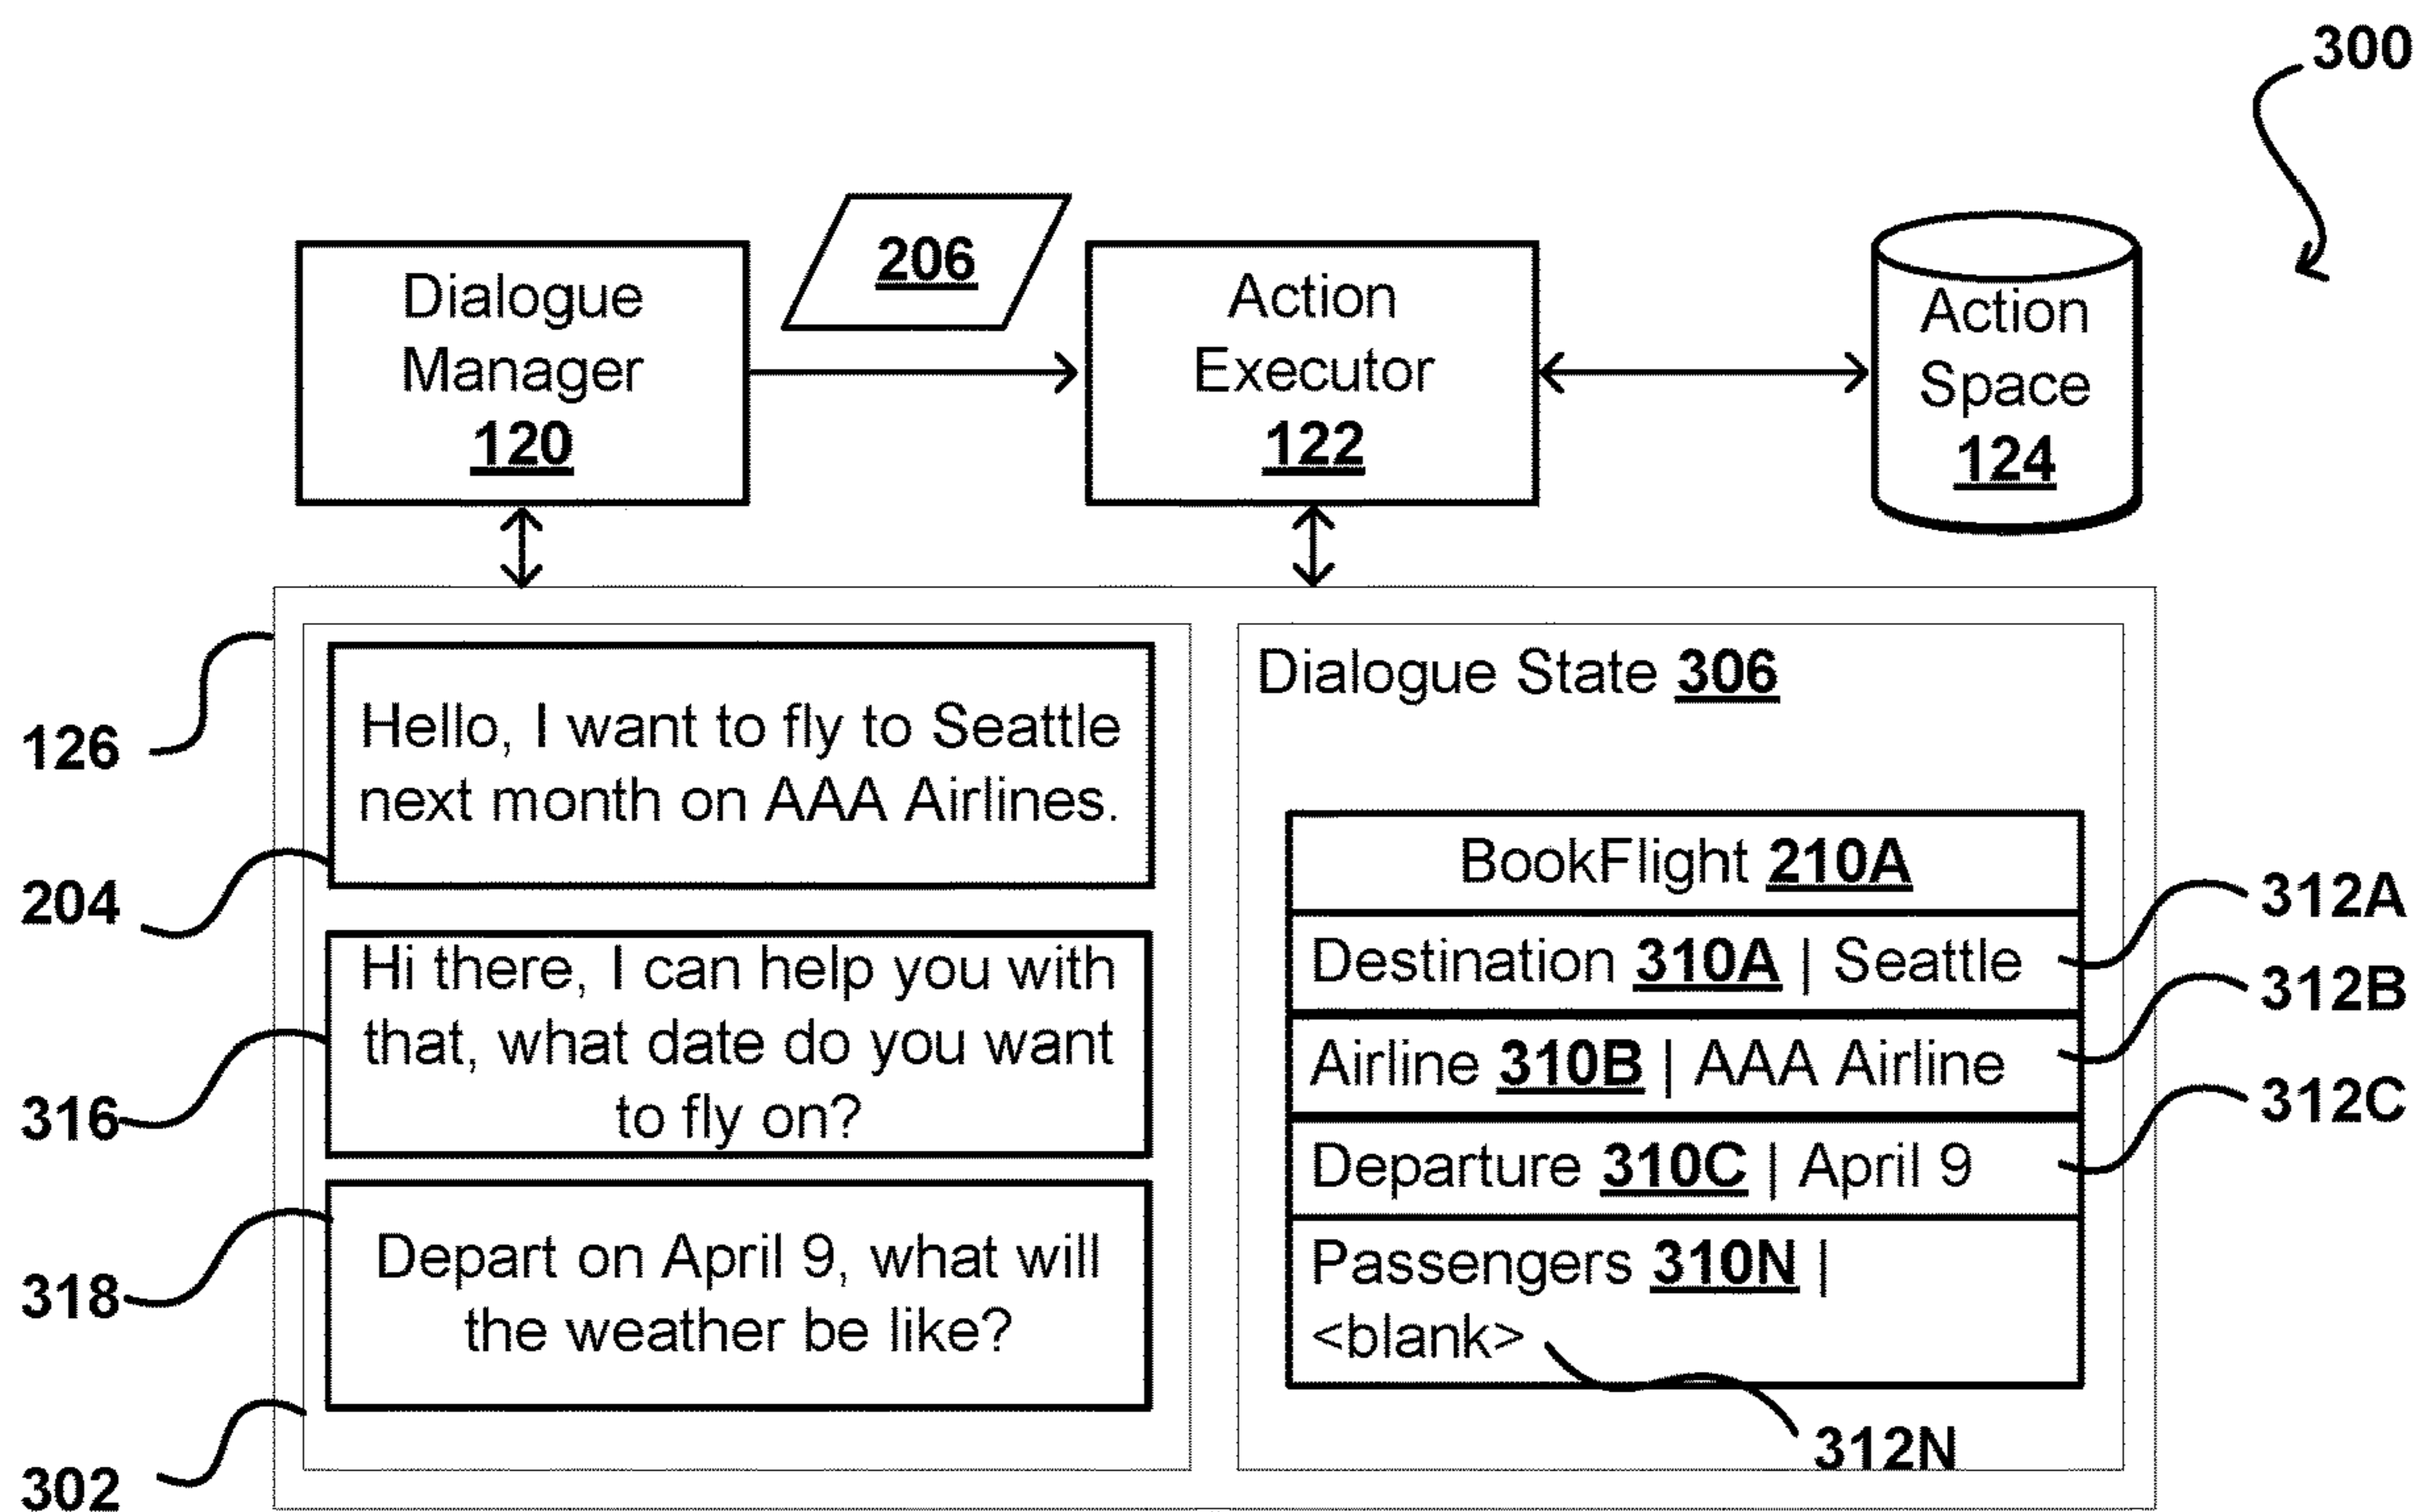 300
206
Dialogue
Manager
120
Action
Executor
122
Action
Space
124
126
204
316
318
302
Hello, I want to fly to Seattle
next month on AAA Airlines.
Hi there, I can help you with
that, what date do you want
to fly on?
Depart on April 9, what will
the weather be like?
Dialogue State 306
BookFlight 210A
Destination 310A | Seattle
Airline 310B | AAA Airline
Departure 310C | April 9
Passengers 310N |
<blank>
312A
312B
312C
312N